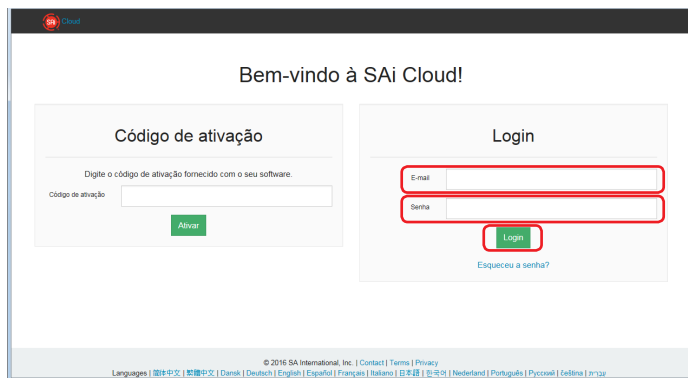 SAi Cloud
Bem-vindo à SAi Cloud!
Código de ativação
Digite o código de ativação fornecido com o seu software.
Código de ativação
Ativar
Login
E-mail
Senha
Login
Esqueceu a senha?
© 2016 SA International, Inc. | Contact | Terms | Privacy
Languages | 简体中文 | 繁體中文 | Dansk | Deutsch | English | Español | Français | Italiano | 日本語 | 한국어 | Nederland | Português | Русский | čeština | עברית